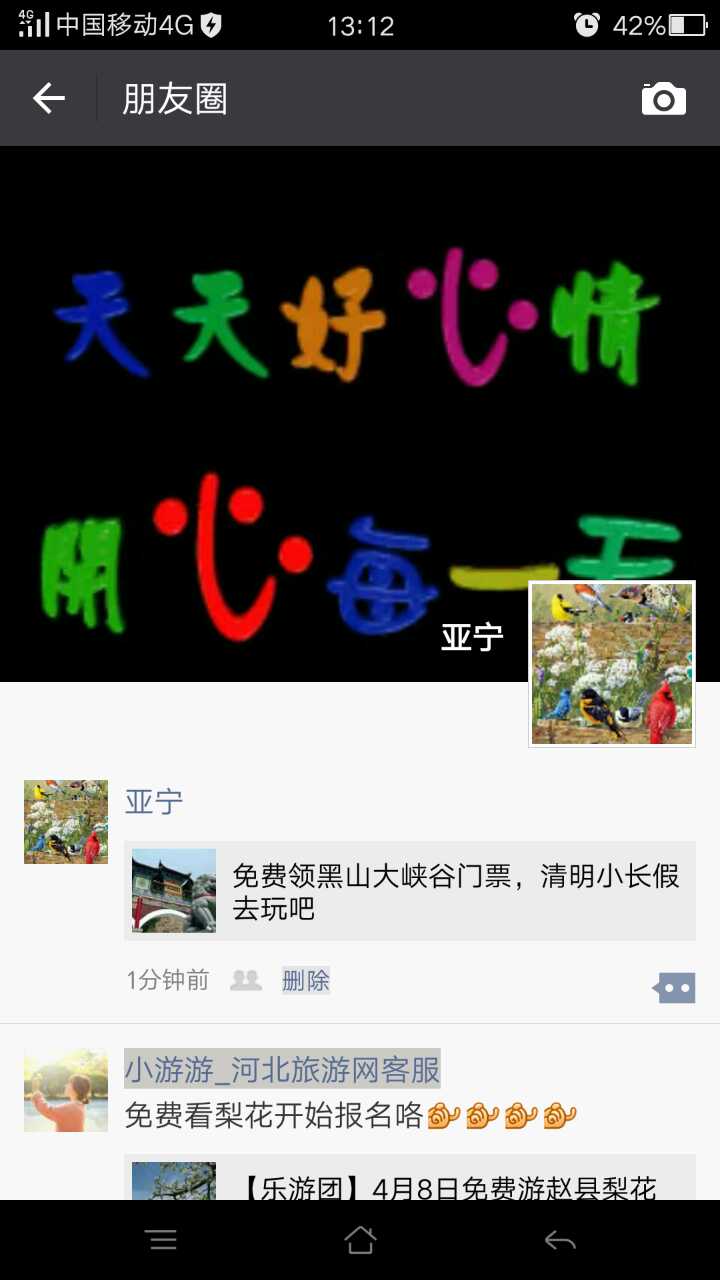 4G 中国移动4G 13:12 42%
朋友圈
天天好心情
開心每一天
亚宁
亚宁
免费领黑山大峡谷门票，清明小长假
去玩吧
1分钟前 删除
小游游_河北旅游网客服
免费看梨花开始报名咯
【乐游团】4月8日免费游赵县梨花